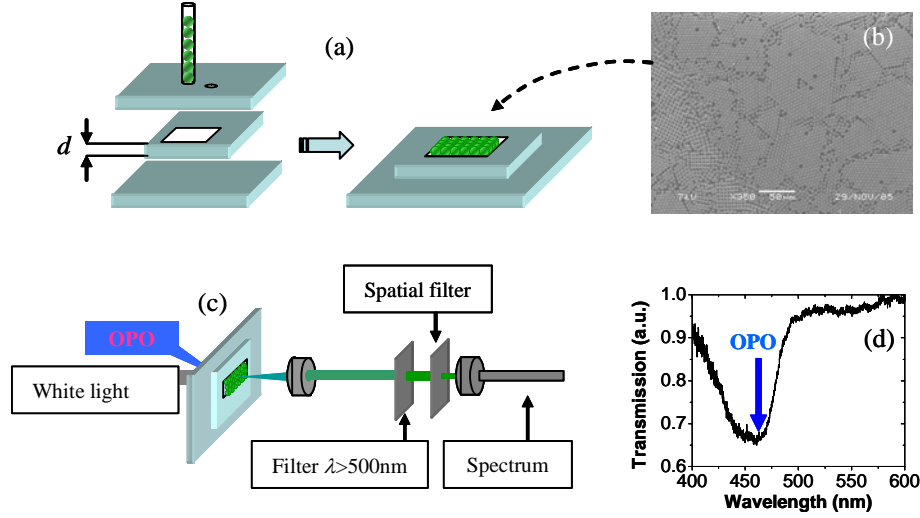 (a)
d
(b)
7kV X350 50µm 29/NOV/05
(c)
OPO
White light
Spatial filter
Filter λ>500nm
Spectrum
(d)
OPO
Transmission (a.u.)
1.0
0.9
0.8
0.7
0.6
400 450 500 550 600
Wavelength (nm)